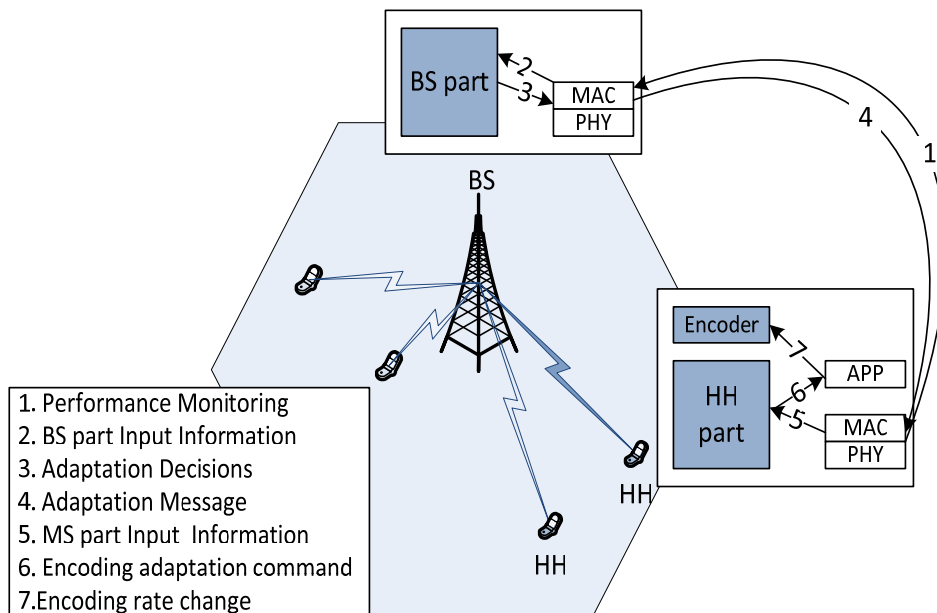 BS part
2
3
MAC
PHY
4
1
BS
Encoder
7
APP
6
HH
part
5
MAC
PHY
HH
HH
1. Performance Monitoring
2. BS part Input Information
3. Adaptation Decisions
4. Adaptation Message
5. MS part Input Information
6. Encoding adaptation command
7.Encoding rate change